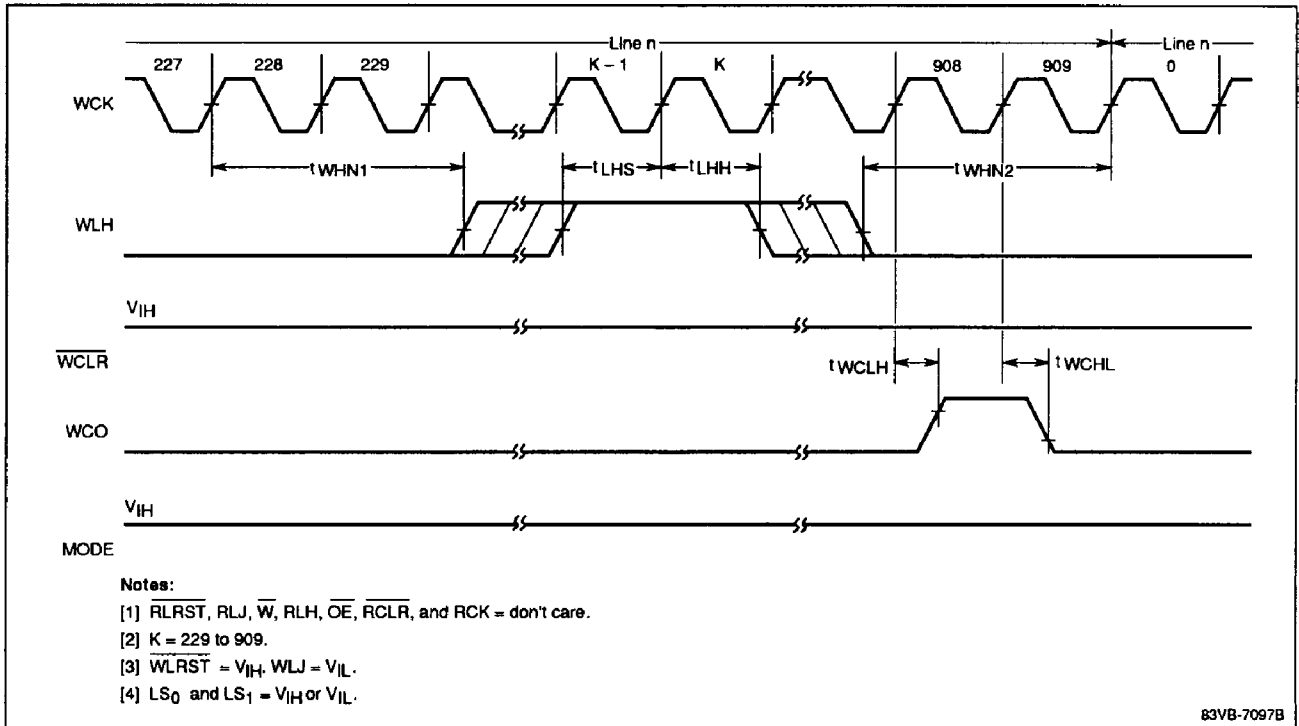 Line n Line n
227 228 229 K – 1 K 908 909 0
WCK
tWHN1 tLHS tLHH tWHN2
WLH
VIH
WCLR
tWCLH tWCHL
WCO
VIH
MODE
Notes:
[1] RLRST, RLJ, W, RLH, OE, RCLR, and RCK = don't care.
[2] K = 229 to 909.
[3] WLRST = VIH. WLJ = VIL.
[4] LS0 and LS1 = VIH or VIL.
83VB-7097B